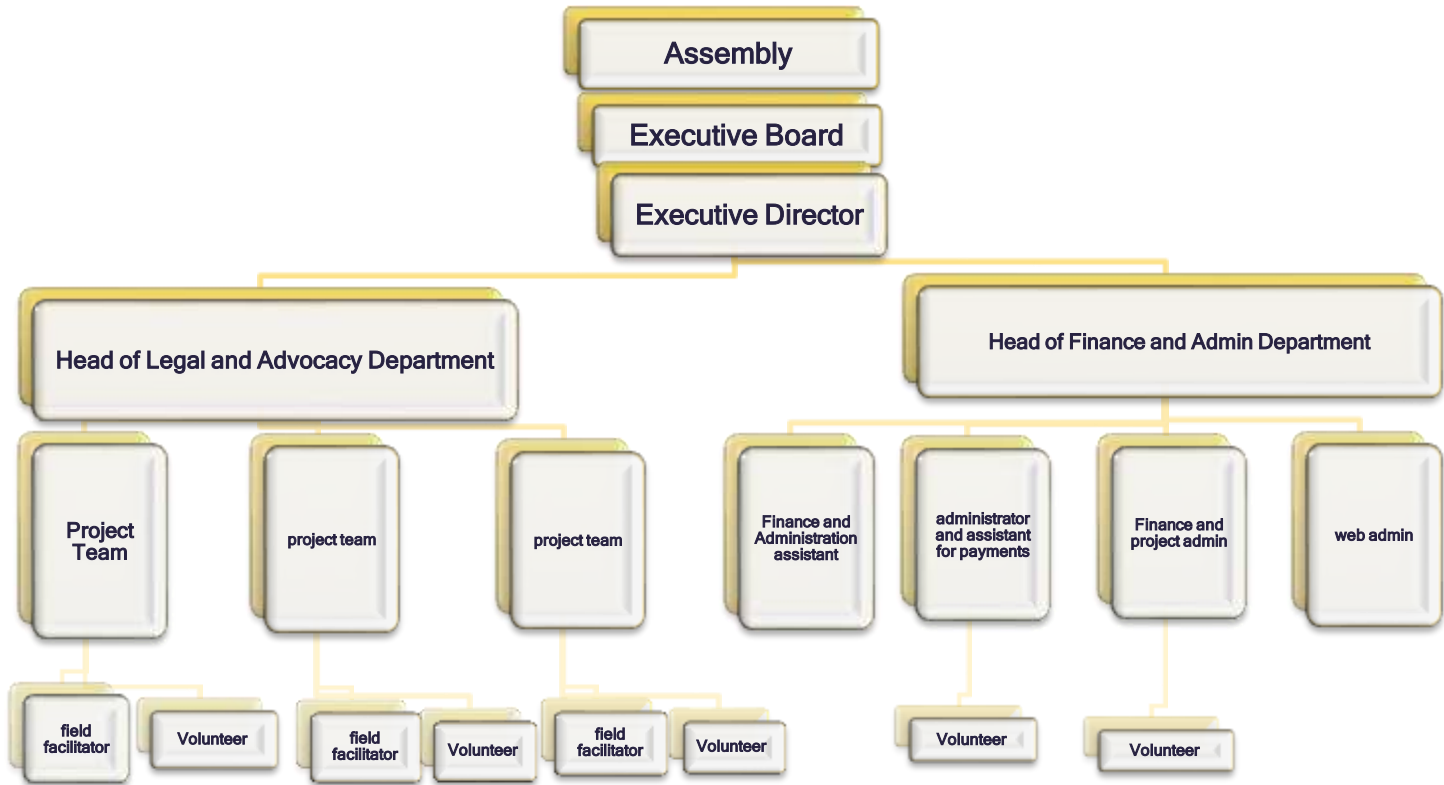 Assembly
Executive Board
Executive Director
Head of Legal and Advocacy Department
Head of Finance and Admin Department
Project
Team
project team
project team
Finance and
Administration
assistant
administrator
and assistant
for payments
Finance and
project admin
web admin
field
facilitator
Volunteer
field
facilitator
Volunteer
field
facilitator
Volunteer
Volunteer
Volunteer